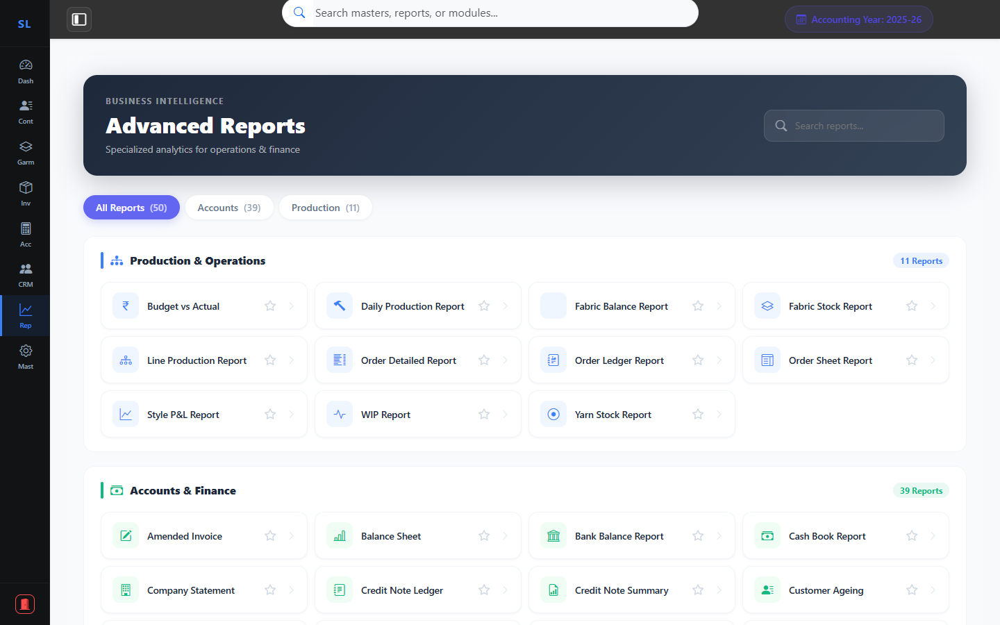 SL
Search masters, reports, or modules...
Accounting Year: 2025-26
Dash
Cont
Garm
Inv
Acc
CRM
Rep
Mast
BUSINESS INTELLIGENCE
Advanced Reports
Specialized analytics for operations & finance
Search reports...
All Reports (50)
Accounts (39)
Production (11)
Production & Operations
11 Reports
Budget vs Actual
Daily Production Report
Fabric Balance Report
Fabric Stock Report
Line Production Report
Order Detailed Report
Order Ledger Report
Order Sheet Report
Style P&L Report
WIP Report
Yarn Stock Report
Accounts & Finance
39 Reports
Amended Invoice
Balance Sheet
Bank Balance Report
Cash Book Report
Company Statement
Credit Note Ledger
Credit Note Summary
Customer Ageing